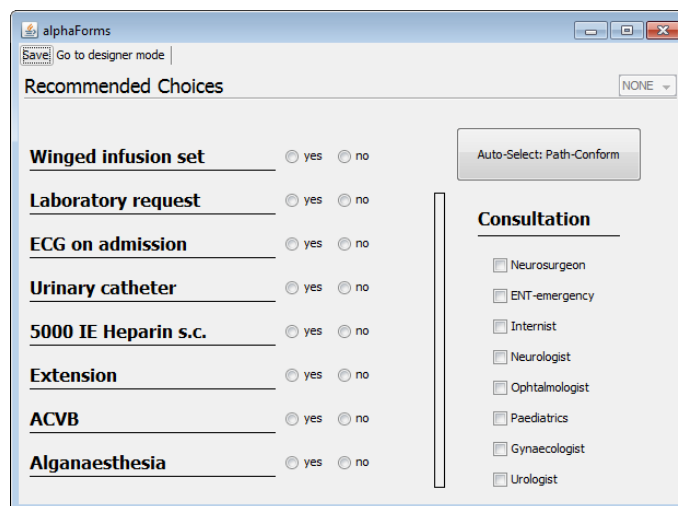 alphaForms
Save Go to designer mode
Recommended Choices
NONE
Winged infusion set yes no
Auto-Select: Path-Conform
Laboratory request yes no
Consultation
ECG on admission yes no
Neurosurgeon
Urinary catheter yes no
ENT-emergency
5000 IE Heparin s.c. yes no
Internist
Neurologist
Extension yes no
Ophtalmologist
ACVB yes no
Paediatrics
Gynaecologist
Alganaesthesia yes no
Urologist